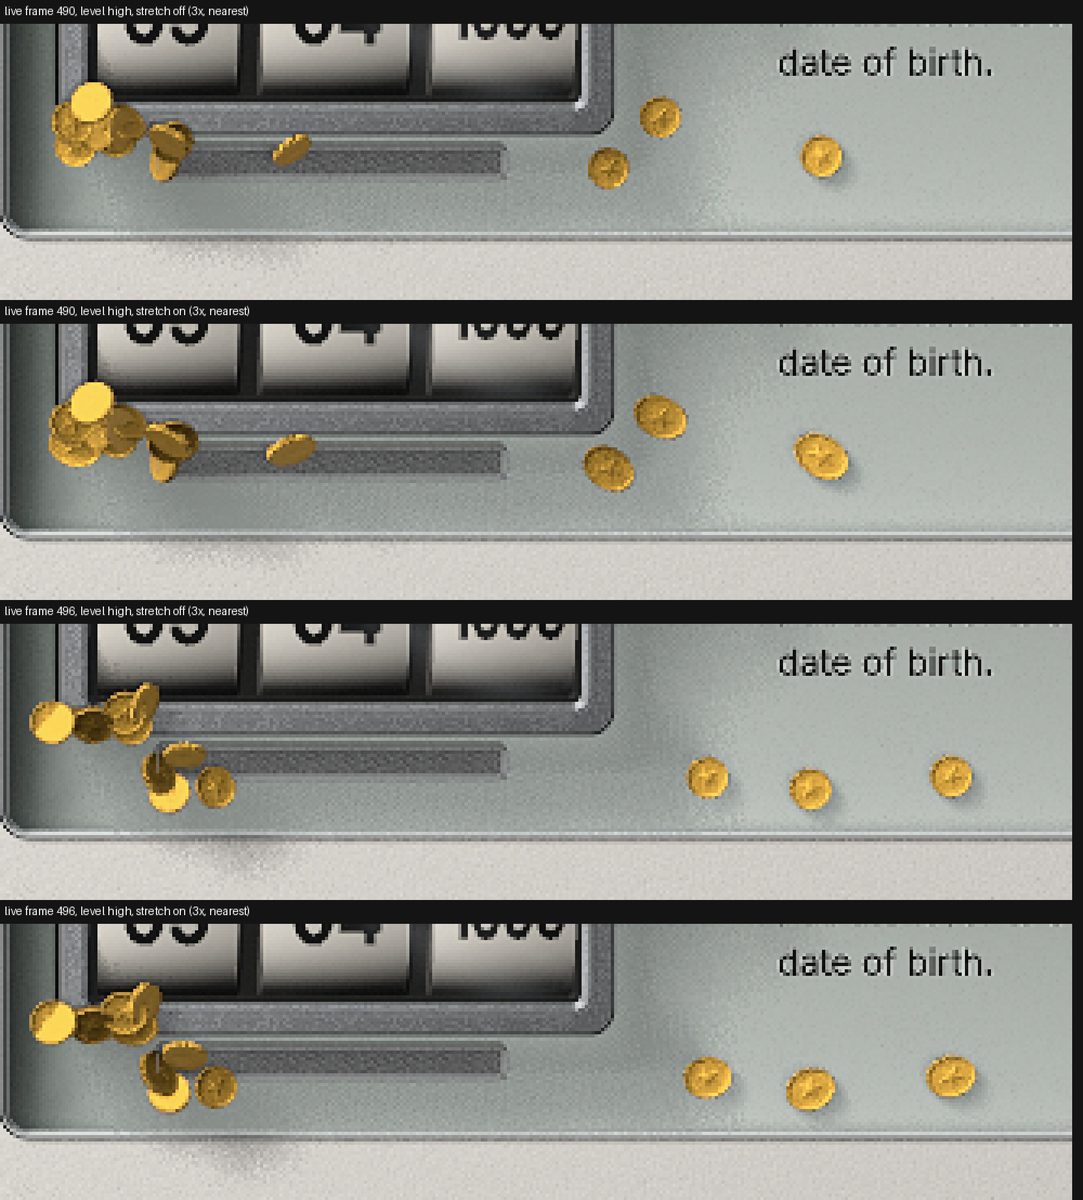 live frame 490, level high, stretch off (3x, nearest)
date of birth.
live frame 490, level high, stretch on (3x, nearest)
date of birth.
live frame 496, level high, stretch off (3x, nearest)
date of birth.
live frame 496, level high, stretch on (3x, nearest)
date of birth.